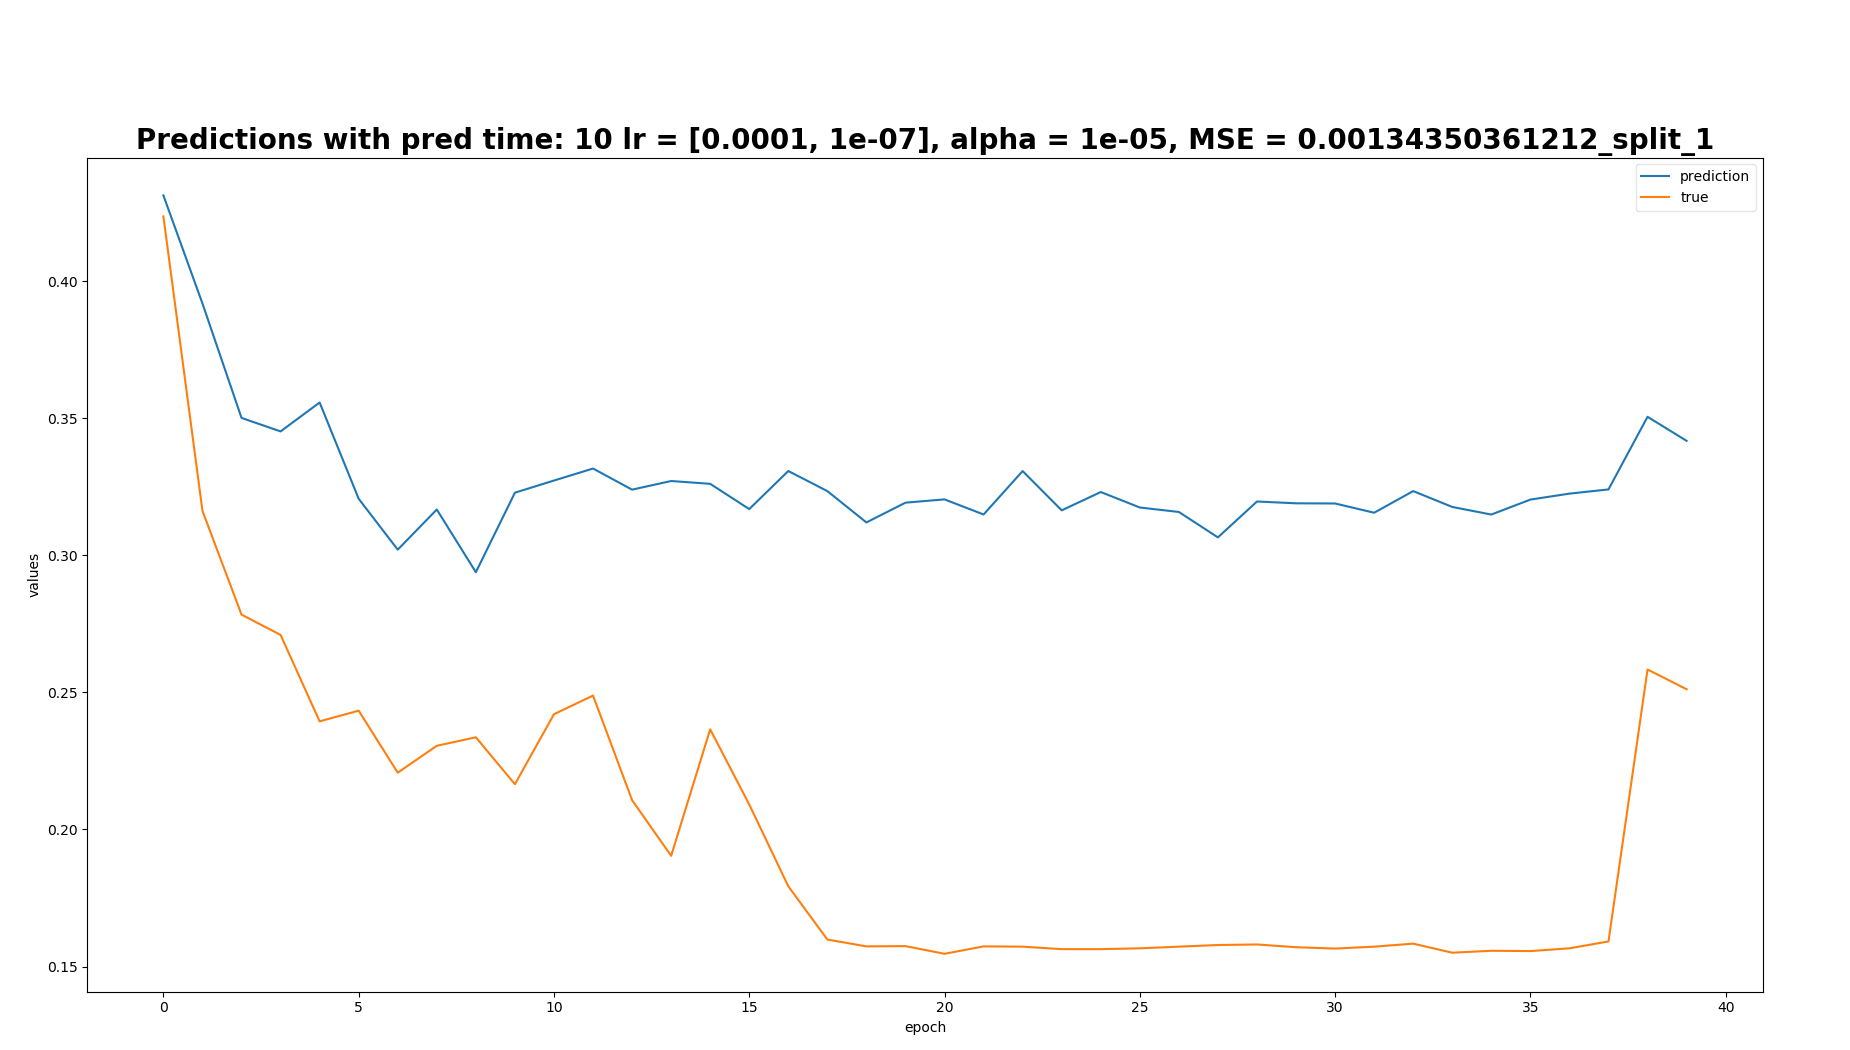 Predictions with pred time: 10 lr = [0.0001, 1e-07], alpha = 1e-05, MSE = 0.00134350361212_split_1
prediction
true
0.40
0.35
0.30
0.25
0.20
0.15
values
0 5 10 15 20 25 30 35 40
epoch